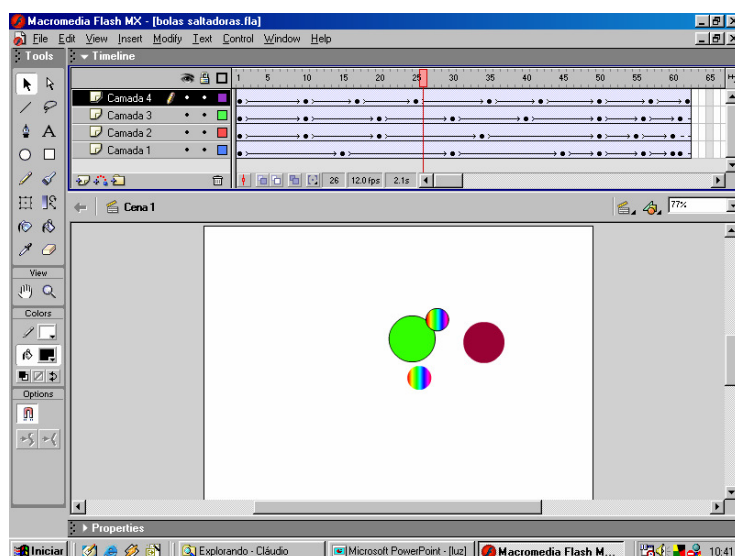 Macromedia Flash MX - [bolas saltadoras.fla]
File Edit View Insert Modify Text Control Window Help
Tools
Timeline
1 5 10 15 20 25 30 35 40 45 50 55 60 65
Camada 4
Camada 3
Camada 2
Camada 1
26 12.0 fps 2.1s
Cena 1
77%
A
View
Colors
Options
Properties
Iniciar
Explorando - Cláudio
Microsoft PowerPoint - [luz]
Macromedia Flash M...
10:41